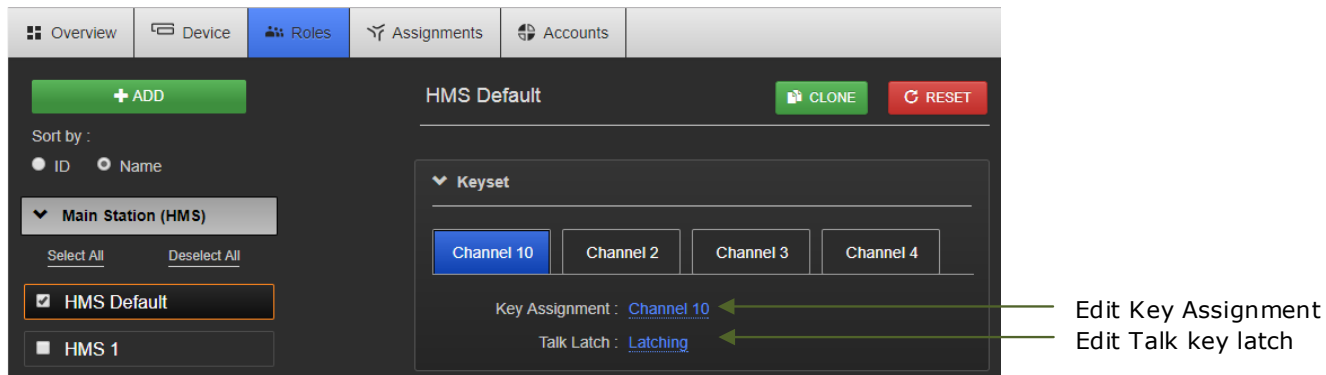 Overview Device Roles Assignments Accounts
ADD
HMS Default
CLONE
RESET
Sort by :
ID Name
Keyset
Main Station (HMS)
Select All Deselect All
Channel 10 Channel 2 Channel 3 Channel 4
HMS Default
Key Assignment : Channel 10
Edit Key Assignment
Talk Latch : Latching
Edit Talk key latch
HMS 1